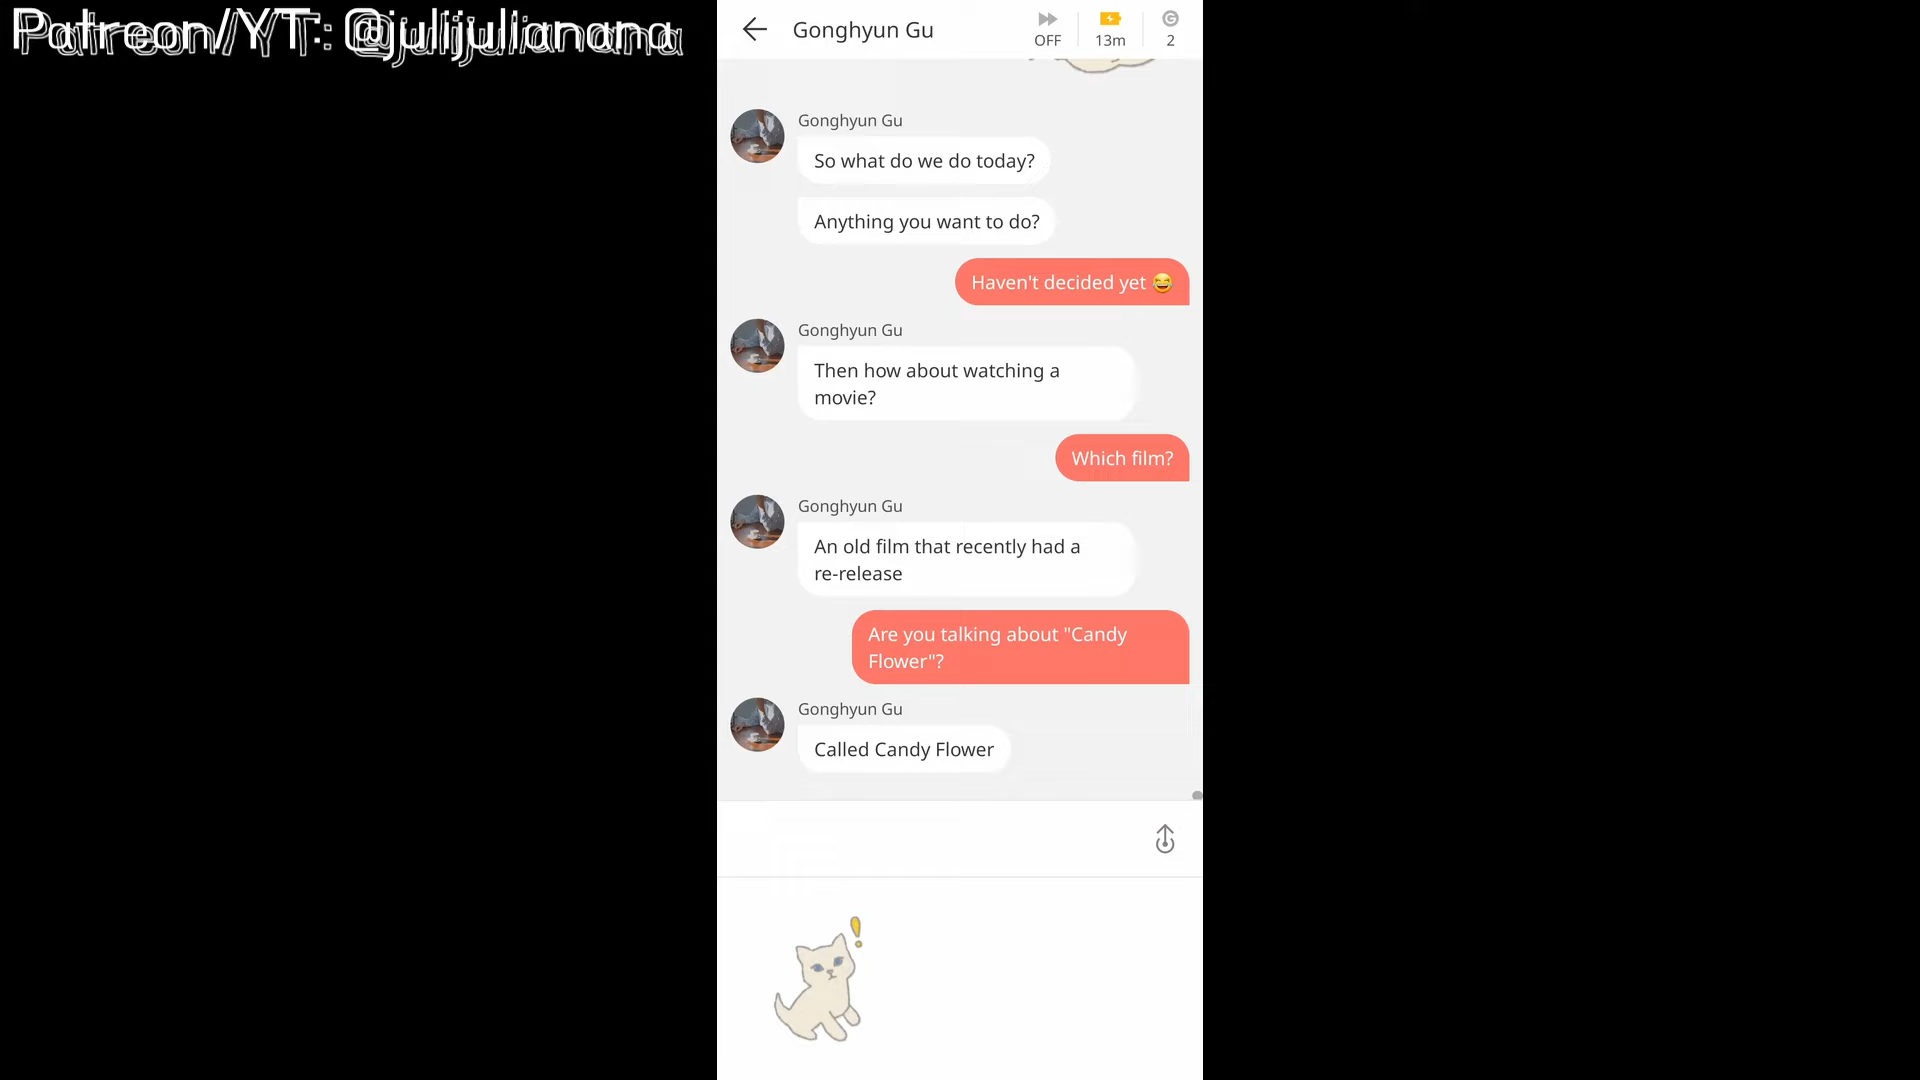 Patreon/YT: @julijulianana
Gonghyun Gu
OFF
13m
2
Gonghyun Gu
So what do we do today?
Anything you want to do?
Haven't decided yet 😂
Gonghyun Gu
Then how about watching a
movie?
Which film?
Gonghyun Gu
An old film that recently had a
re-release
Are you talking about "Candy
Flower"?
Gonghyun Gu
Called Candy Flower